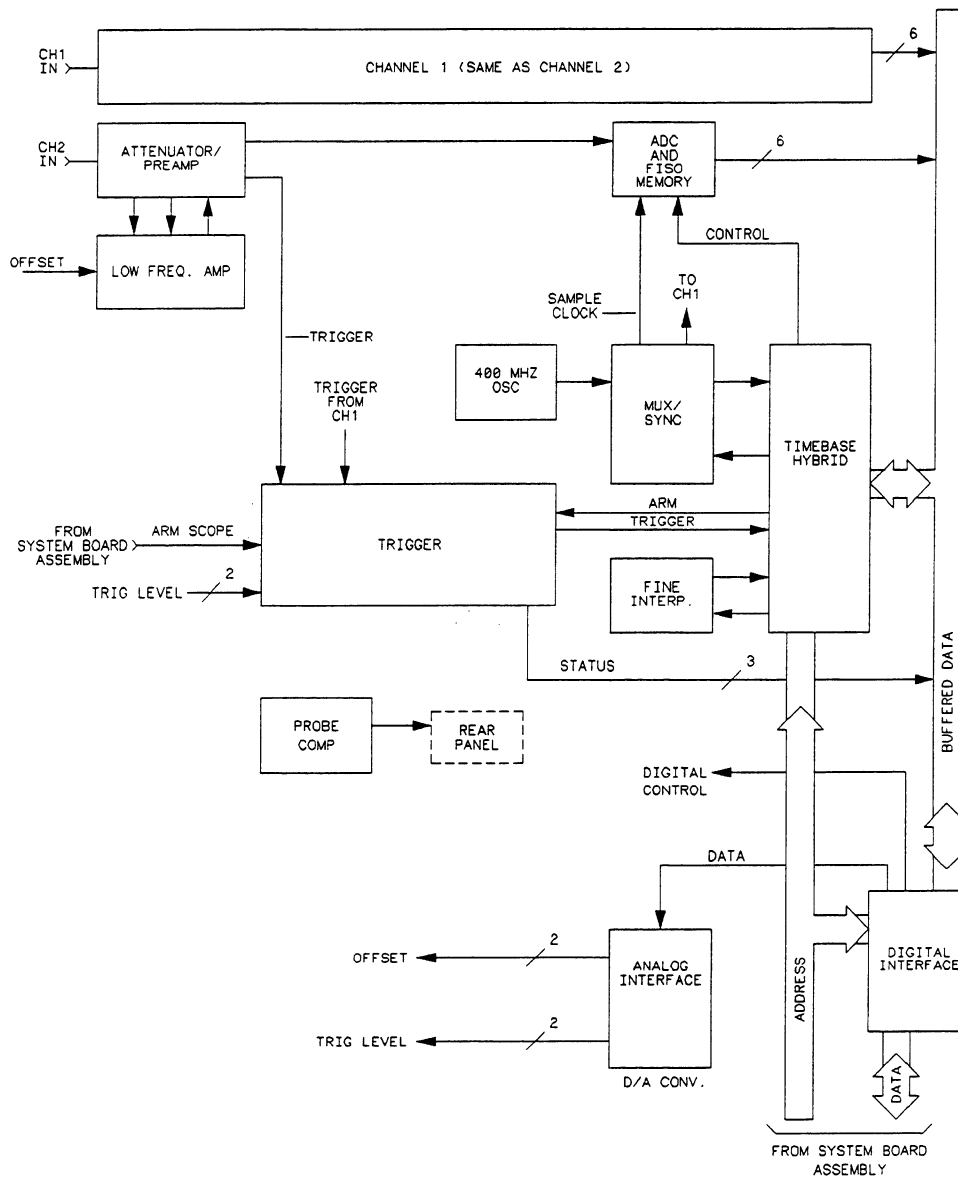 6
CH1
IN
CHANNEL 1 (SAME AS CHANNEL 2)
CH2
IN
ATTENUATOR/
PREAMP
ADC
AND
FISO
MEMORY
6
CONTROL
OFFSET
LOW FREQ. AMP
TO
CH1
SAMPLE
CLOCK
TRIGGER
400 MHZ
OSC
MUX/
SYNC
TRIGGER
FROM
CH1
TIMEBASE
HYBRID
ARM
TRIGGER
FROM
SYSTEM BOARD
ASSEMBLY
ARM SCOPE
TRIGGER
2
TRIG LEVEL
FINE
INTERP.
STATUS
3
BUFFERED DATA
PROBE
COMP
REAR
PANEL
DIGITAL
CONTROL
DATA
2
OFFSET
ANALOG
INTERFACE
DIGITAL
INTERFACE
ADDRESS
2
TRIG LEVEL
D/A CONV.
DATA
FROM SYSTEM BOARD
ASSEMBLY